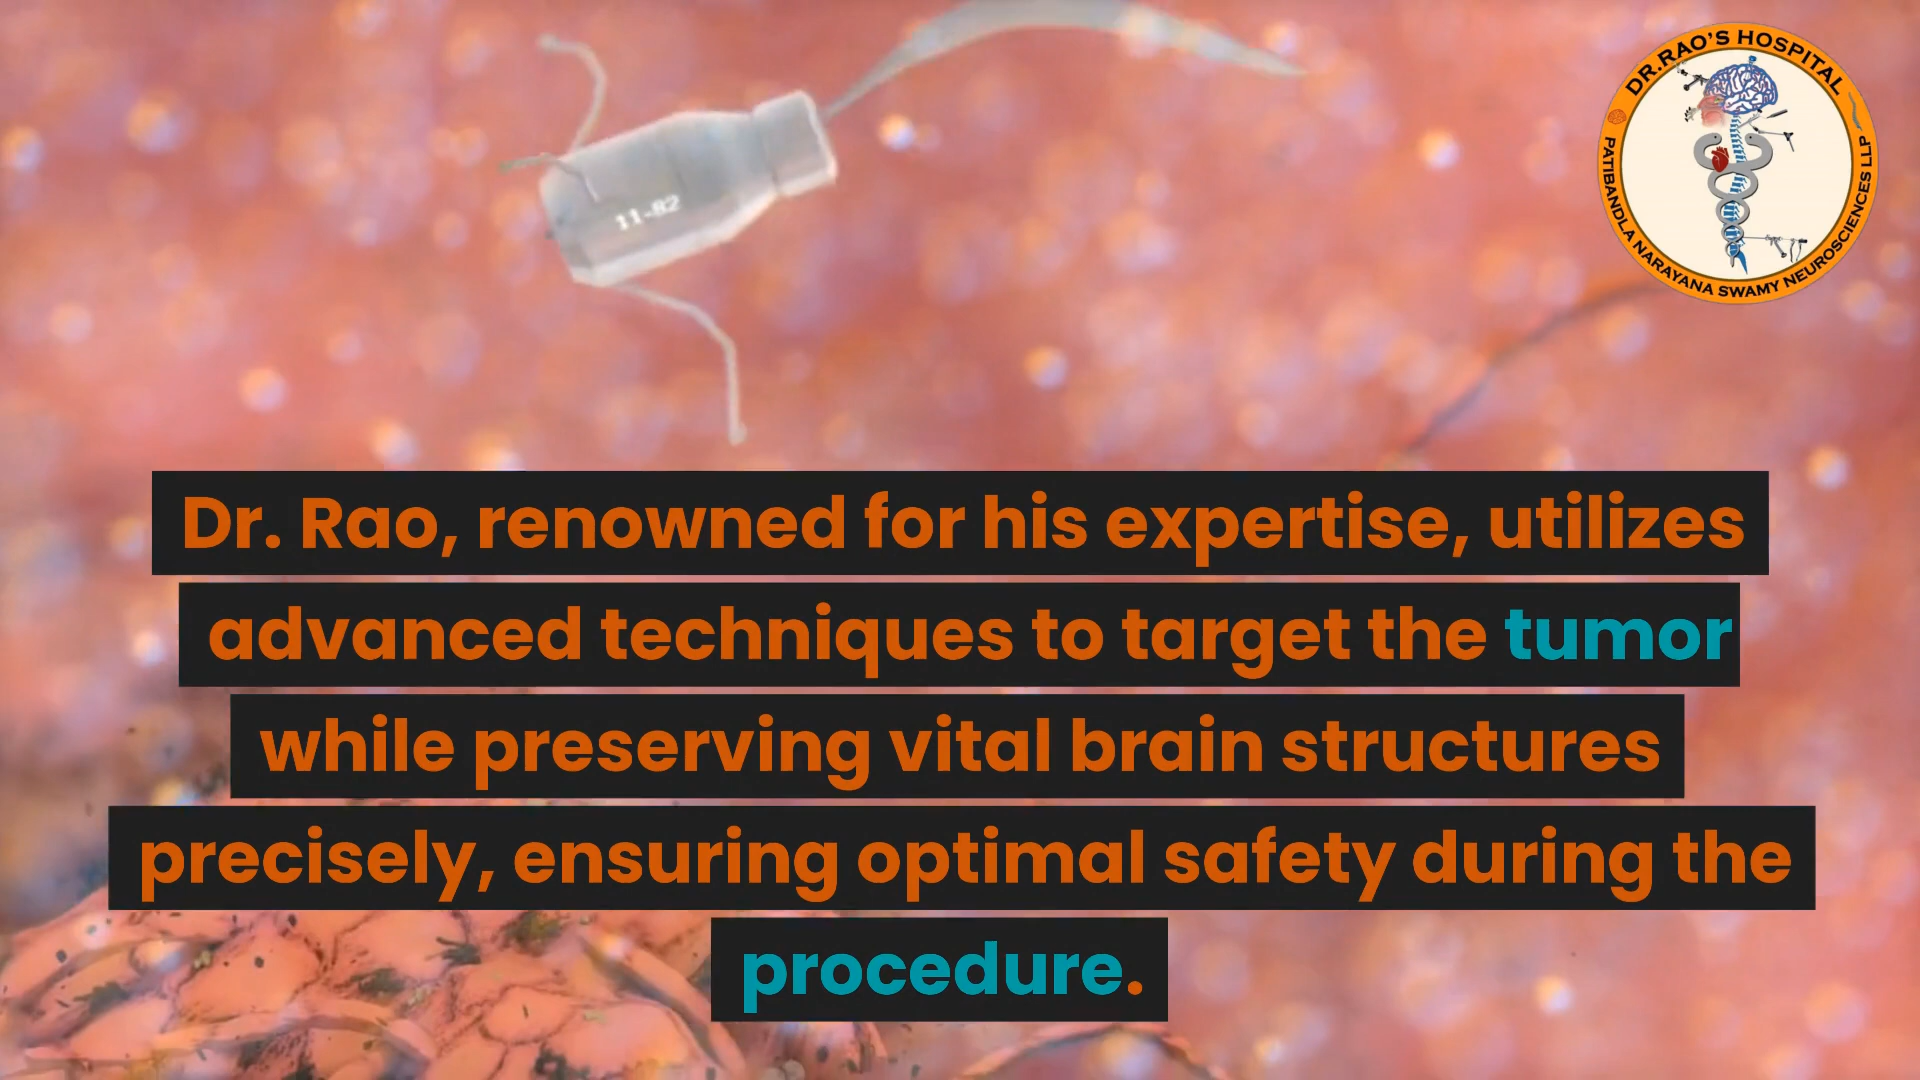 DR.RAO'S HOSPITAL
PATIBANDLA NARAYANA SWAMY NEUROSCIENCES LLP
11-82
Dr. Rao, renowned for his expertise, utilizes
advanced techniques to target the tumor
while preserving vital brain structures
precisely, ensuring optimal safety during the
procedure.